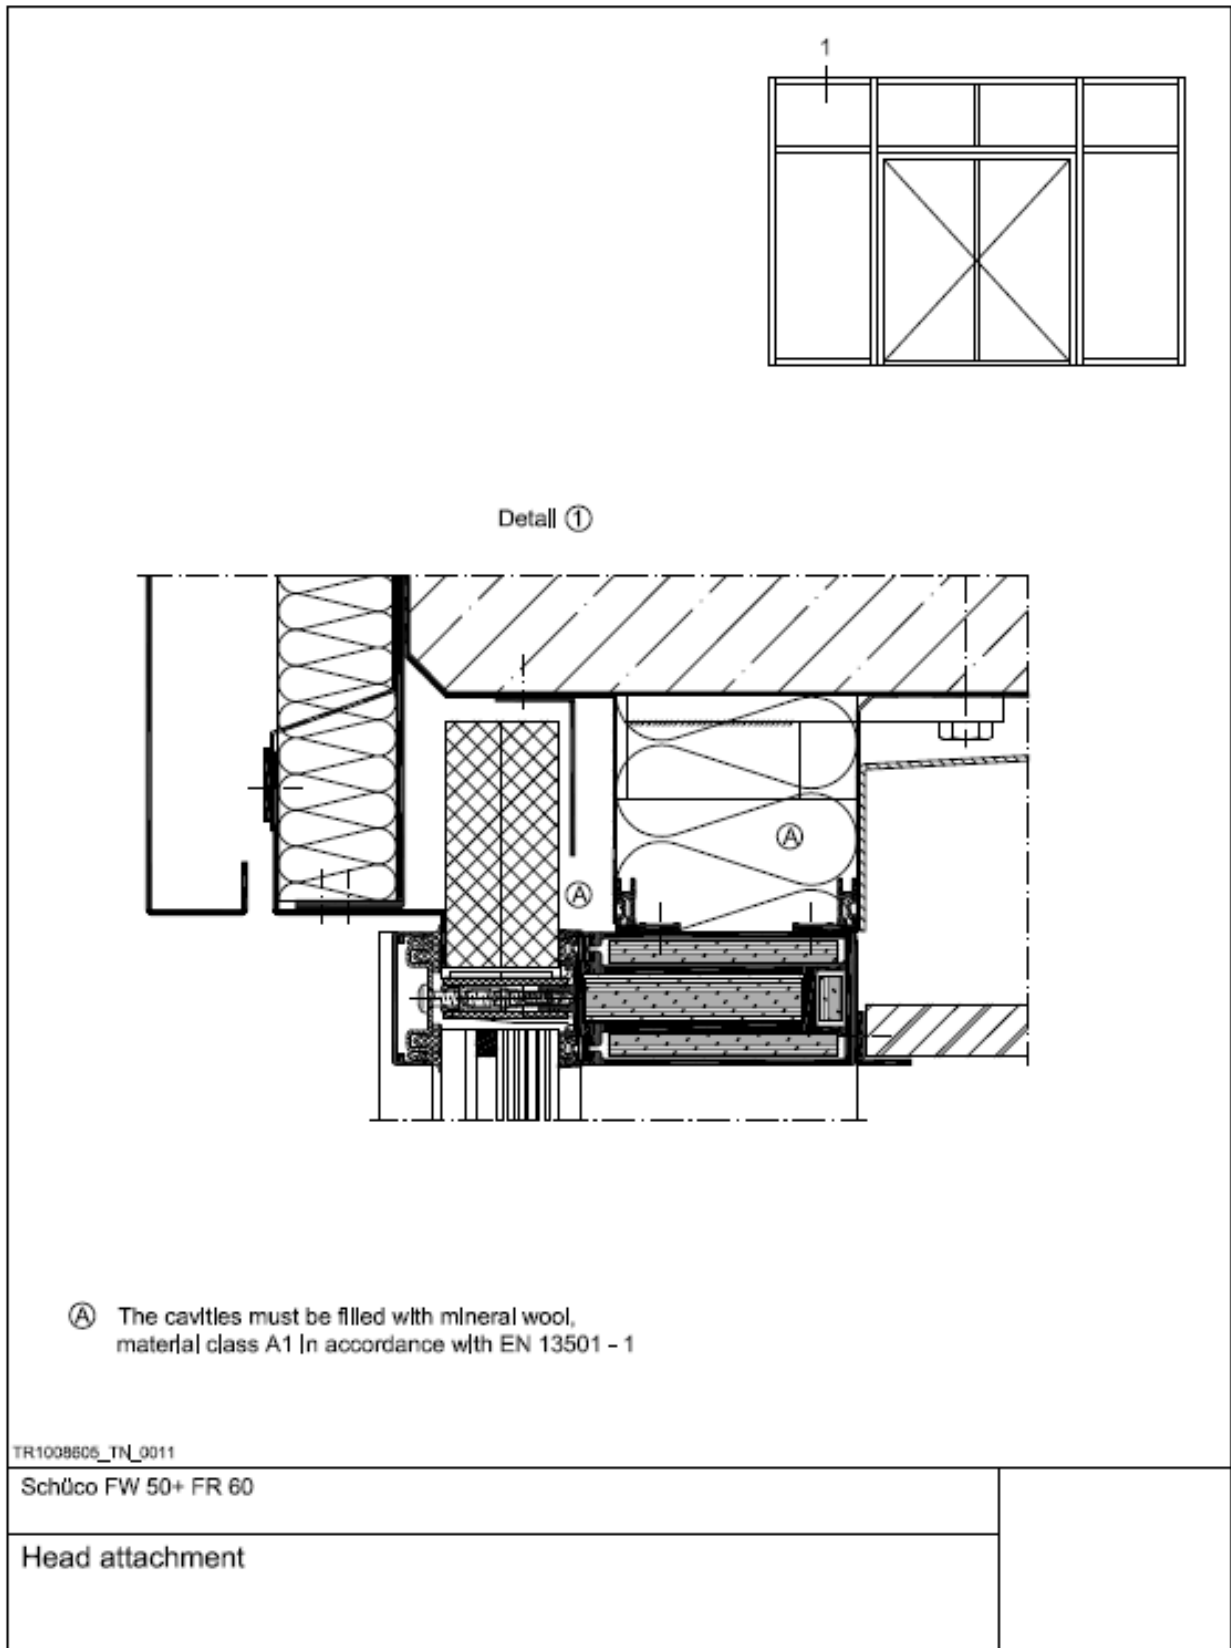 1
Detail ①
Ⓐ
Ⓐ
Ⓐ The cavities must be filled with mineral wool,
material class A1 in accordance with EN 13501 - 1
TR1008605_TN_0011
Schüco FW 50+ FR 60
Head attachment